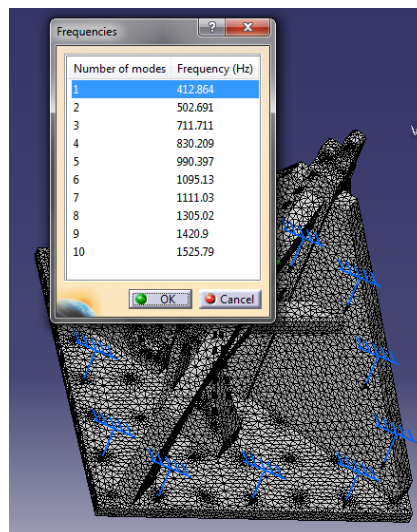 Frequencies
?
Number of modes Frequency (Hz)
1 412.864
2 502.691
3 711.711
4 830.209
5 990.397
6 1095.13
7 1111.03
8 1305.02
9 1420.9
10 1525.79
OK Cancel
V